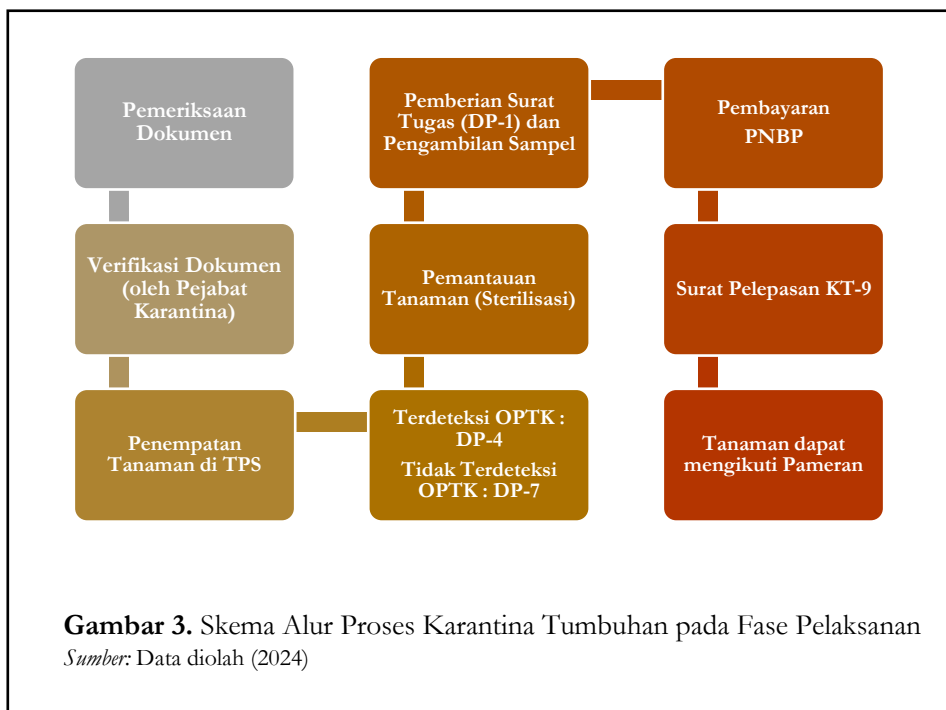 Pemeriksaan
Dokumen
Verifikasi Dokumen
(oleh Pejabat
Karantina)
Penempatan
Tanaman di TPS
Terdeteksi OPTK :
DP-4
Tidak Terdeteksi
OPTK : DP-7
Pemantauan
Tanaman (Sterilisasi)
Pemberian Surat
Tugas (DP-1) dan
Pengambilan Sampel
Pembayaran
PNBP
Surat Pelepasan KT-9
Tanaman dapat
mengikuti Pameran
Gambar 3. Skema Alur Proses Karantina Tumbuhan pada Fase Pelaksanan
Sumber: Data diolah (2024)